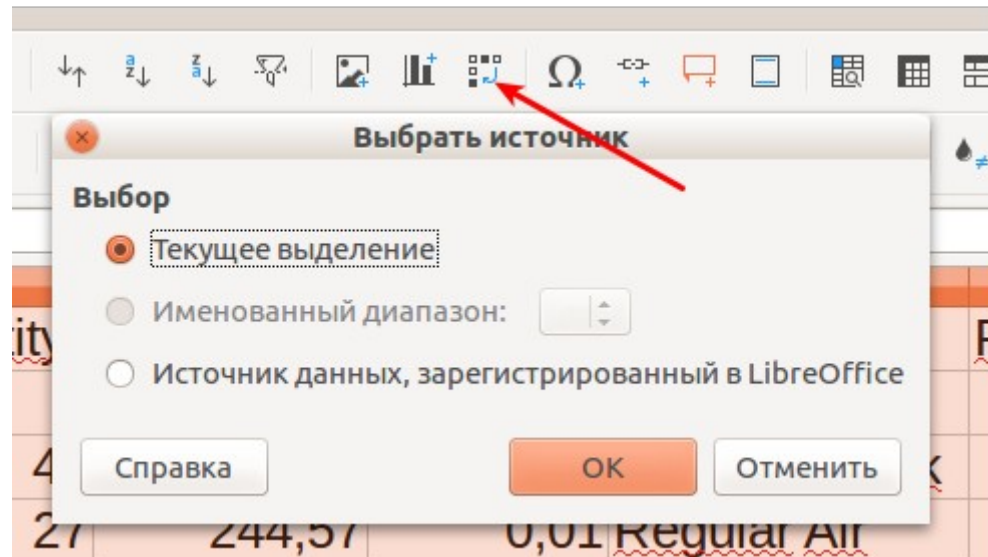 Выбрать источник
Выбор
Текущее выделение
Именованный диапазон:
Источник данных, зарегистрированный в LibreOffice
Справка
OK
Отменить
27 244,57 0,01 Regular Air